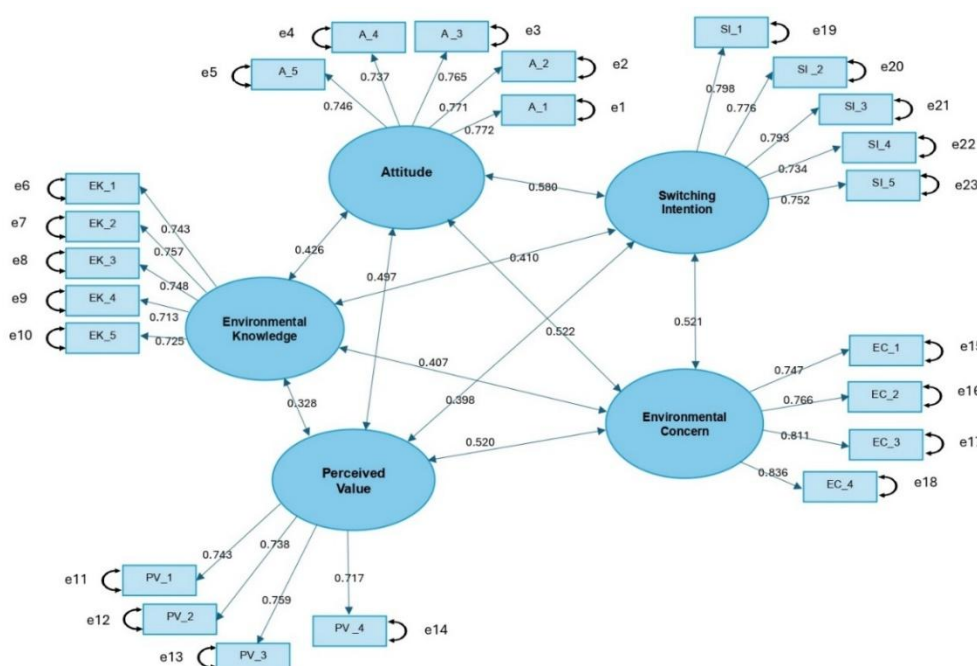 SI_1
e19
e4
A_4
A_3
e3
e5
A_5
A_2
e2
SI_2
e20
0.737
0.765
0.746
0.771
0.798
0.776
A_1
e1
0.772
SI_3
e21
0.793
SI_4
e22
0.734
SI_5
e23
0.752
Attitude
0.580
Switching
Intention
e6
EK_1
0.743
e7
EK_2
0.757
e8
EK_3
0.748
e9
EK_4
0.713
e10
EK_5
0.725
0.426
0.410
0.497
Environmental
Knowledge
0.522
0.521
0.407
0.398
0.328
0.520
EC_1
e15
0.747
EC_2
e16
0.766
EC_3
e17
0.811
EC_4
e18
0.836
Environmental
Concern
Perceived
Value
0.743
0.738
0.759
0.717
e11
PV_1
e12
PV_2
e13
PV_3
PV_4
e14